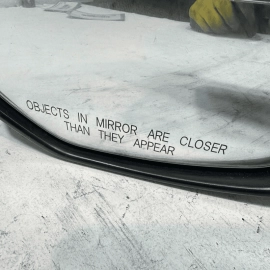 OBJECTS IN MIRROR ARE CLOSER
THAN THEY APPEAR